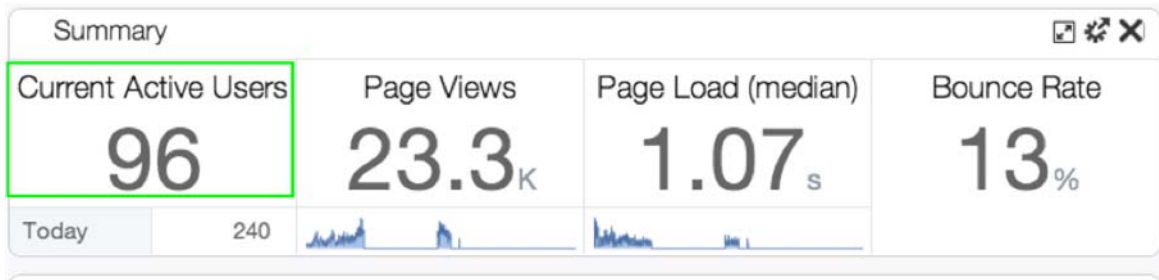 Summary
Current Active Users
96
Today 240
Page Views
23.3K
Page Load (median)
1.07s
Bounce Rate
13%